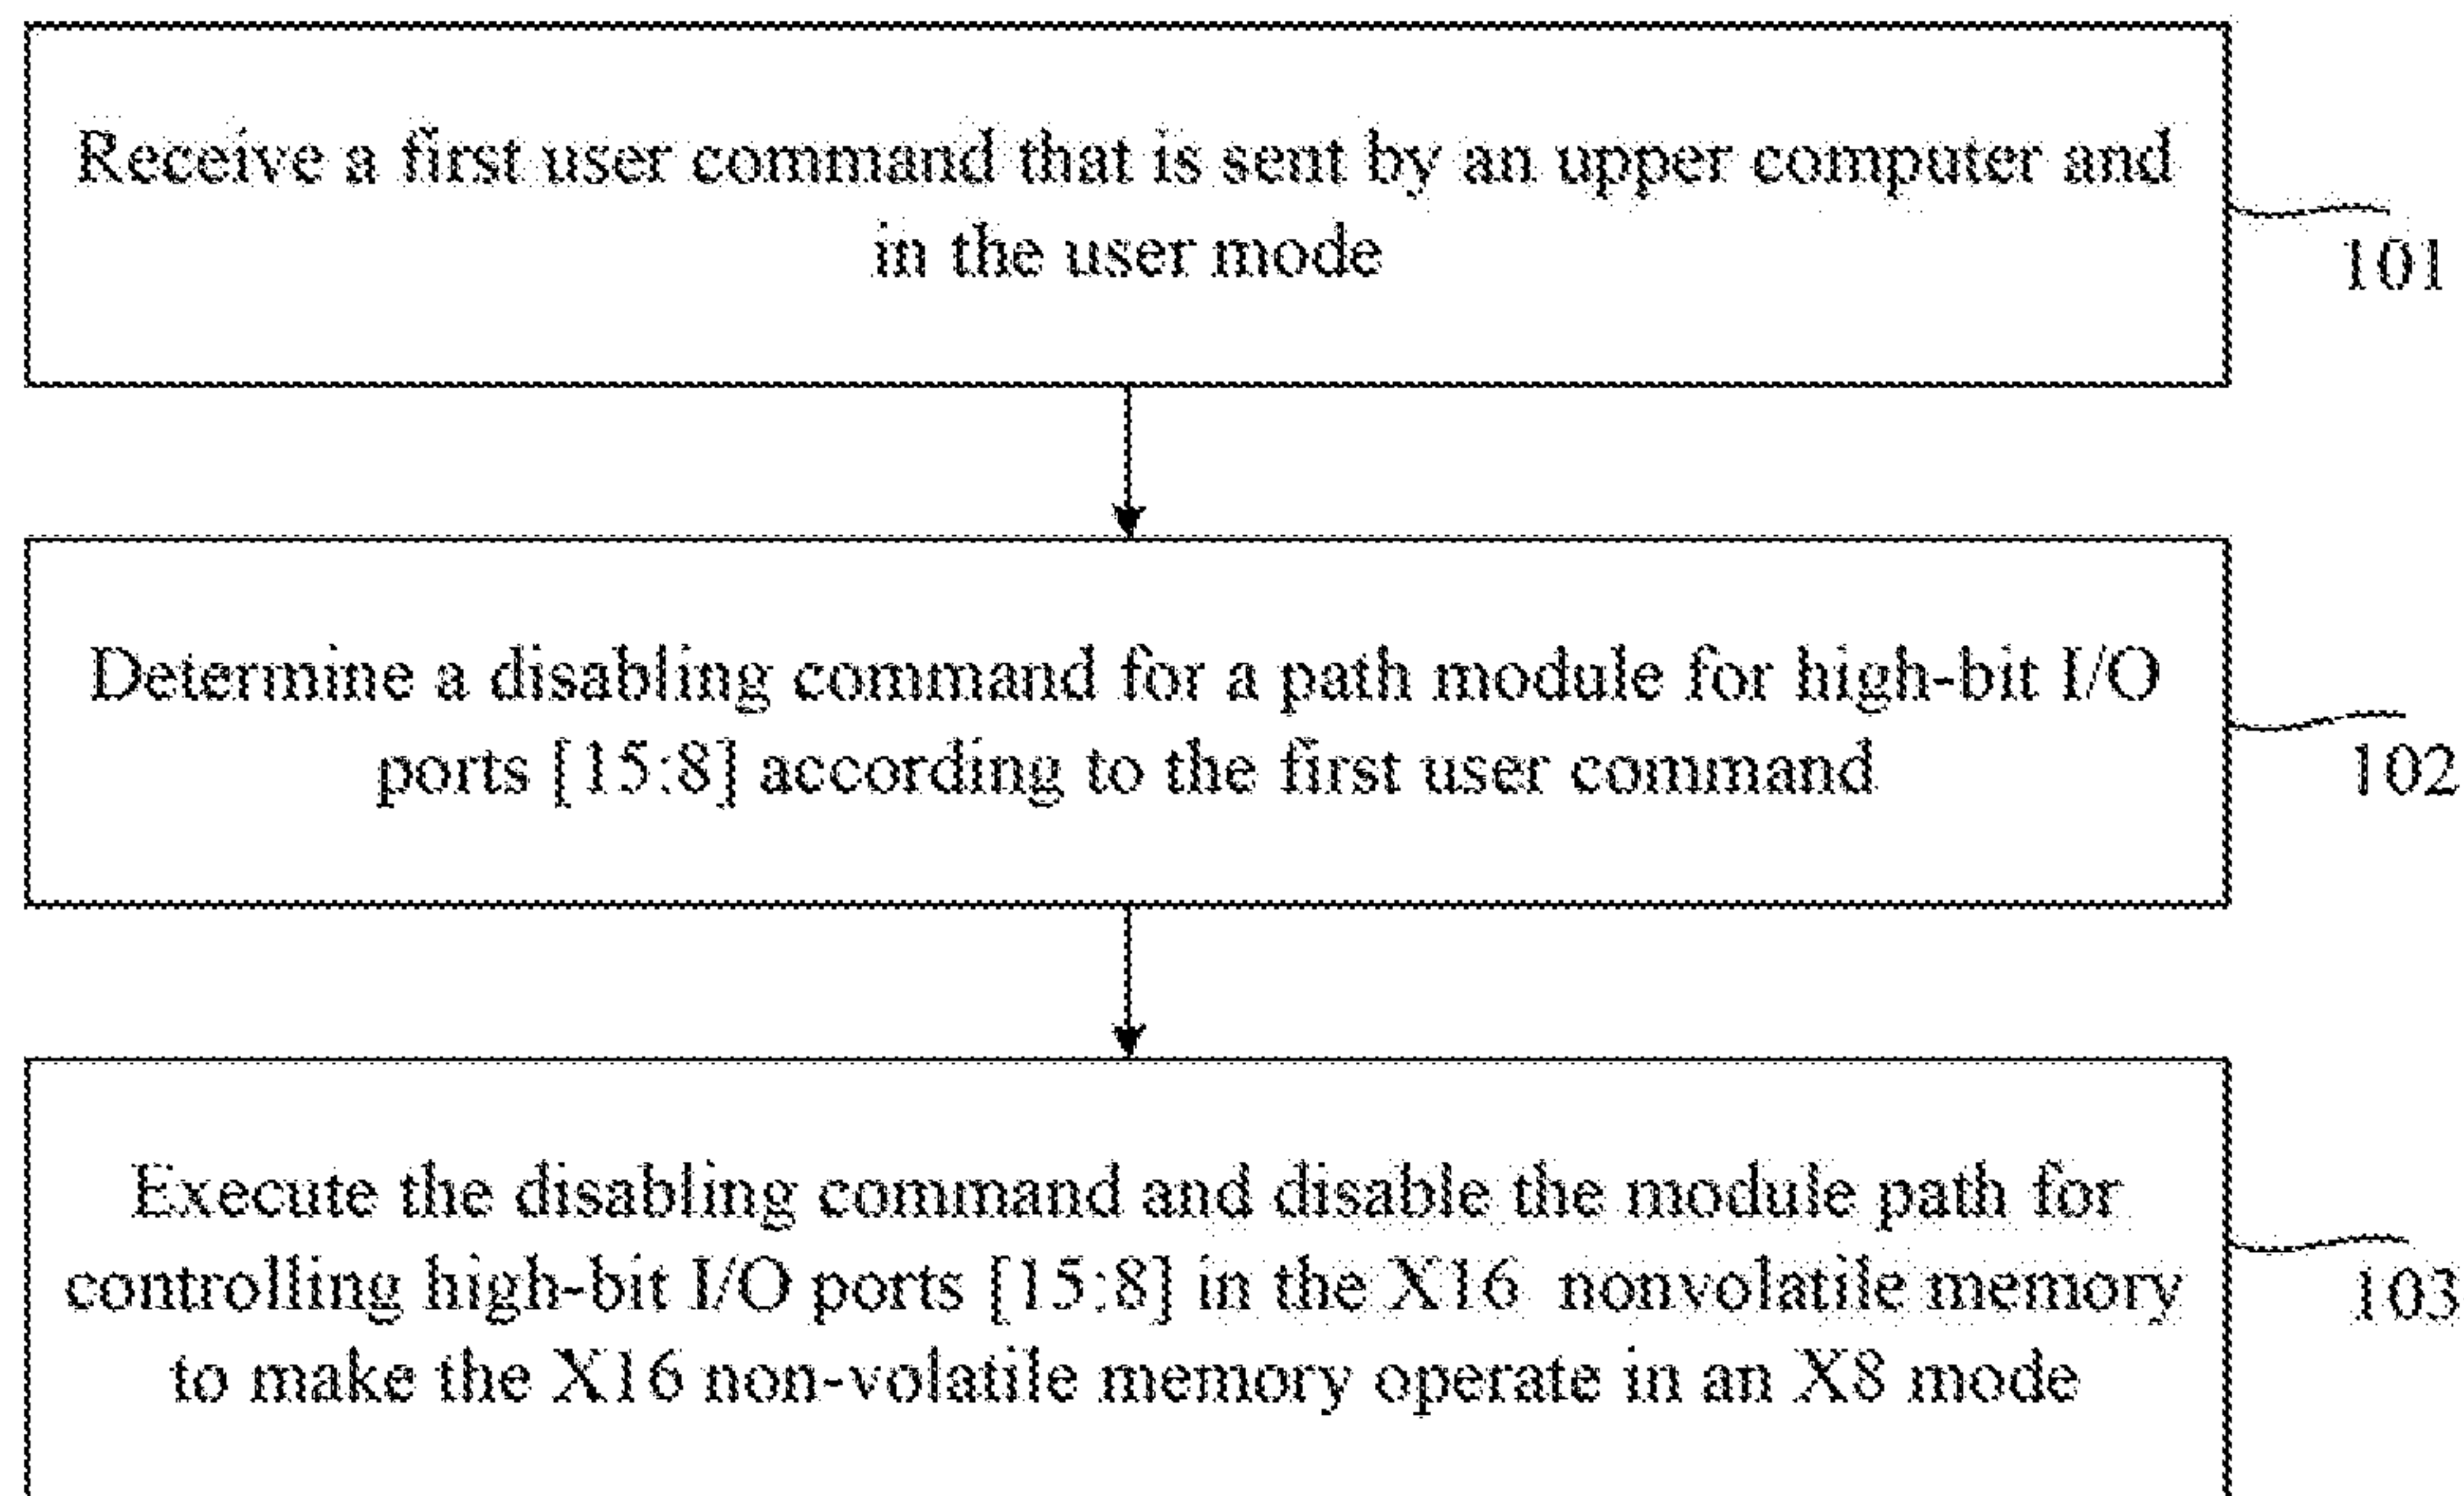 Receive a first user command that is sent by an upper computer and
in the user mode
101
Determine a disabling command for a path module for high-bit I/O
ports [15:8] according to the first user command
102
Execute the disabling command and disable the module path for
controlling high-bit I/O ports [15:8] in the X16 nonvolatile memory
to make the X16 non-volatile memory operate in an X8 mode
103